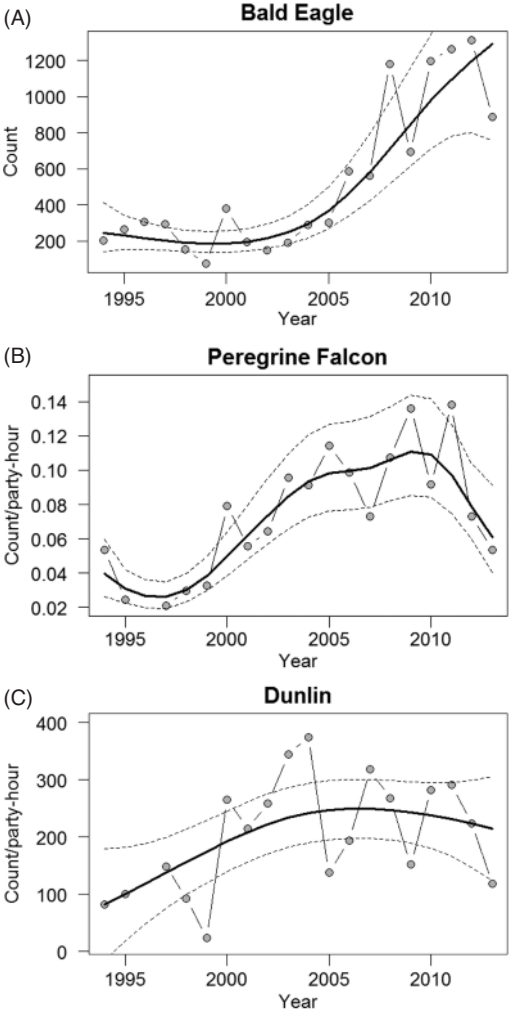 (A)
Bald Eagle
Count
1200
1000
800
600
400
200
1995 2000 2005 2010
Year
(B)
Peregrine Falcon
Count/party-hour
0.14
0.12
0.10
0.08
0.06
0.04
0.02
1995 2000 2005 2010
Year
(C)
Dunlin
Count/party-hour
400
300
200
100
0
1995 2000 2005 2010
Year